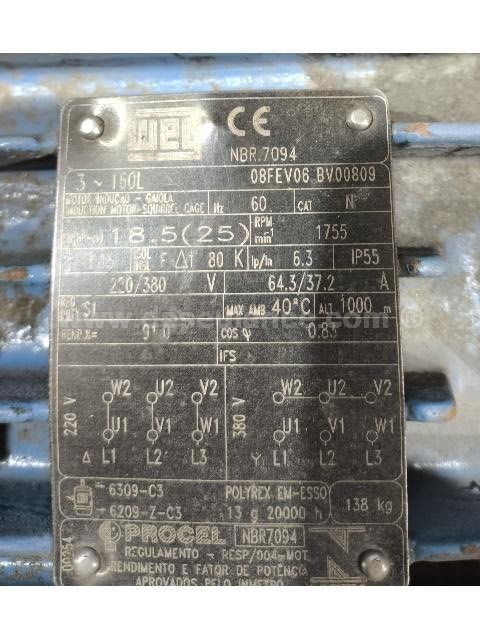 WEG CE
NBR.7094
3 ~ 160L 08FEV06 BV00809
MOTOR INDUCAO - GAIOLA
INDUCTION MOTOR-SQUIRREL CAGE Hz 60 CAT N
18.5(25) RPM min-1 1755
F Δt 80 K Ip/In 6.3 IP55
220/380 V 64.3/37.2 A
S1 MAX AMB 40°C ALT 1000 m
REND.%= 91.0 COS φ 0.83
IFS
W2 U2 V2 W2 U2 V2
220 V 380 V
U1 V1 W1 U1 V1 W1
Δ L1 L2 L3 Y L1 L2 L3
6309-C3 POLYREX EM-ESSO
6209-Z-C3 13 g 20000 h 138 kg
PROCEL NBR7094
REGULAMENTO - RESP/004-MOT
RENDIMENTO E FATOR DE POTÊNCIA
APROVADOS PELO INMETRO